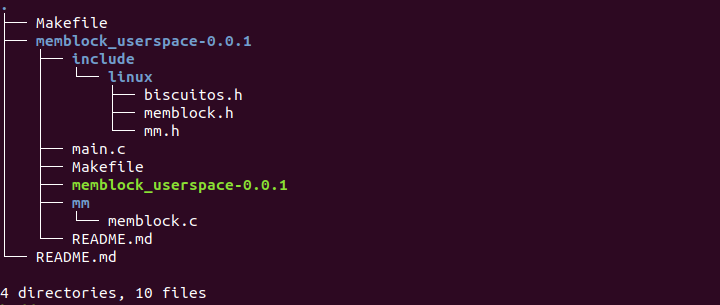 .
├── Makefile
├── memblock_userspace-0.0.1
│   ├── include
│   │   └── linux
│   │       ├── biscuitos.h
│   │       ├── memblock.h
│   │       └── mm.h
│   ├── main.c
│   ├── Makefile
│   ├── memblock_userspace-0.0.1
│   ├── mm
│   │   └── memblock.c
│   └── README.md
└── README.md

4 directories, 10 files